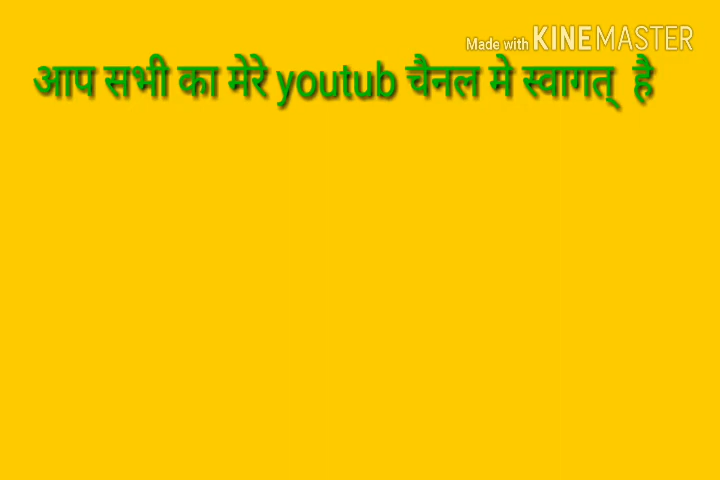 Made with KINEMASTER
आप सभी का मेरे youtub चैनल मे स्वागत् है